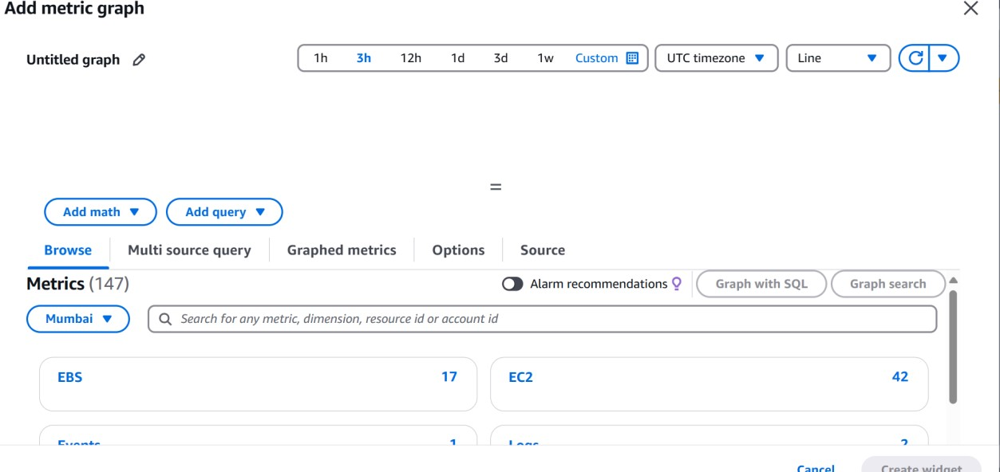 Add metric graph
Untitled graph
1h 3h 12h 1d 3d 1w Custom UTC timezone Line
Add math Add query
Browse Multi source query Graphed metrics Options Source
Metrics (147) Alarm recommendations Graph with SQL Graph search
Mumbai Search for any metric, dimension, resource id or account id
EBS 17 EC2 42
Events 1 Logs 2
Cancel Create widget